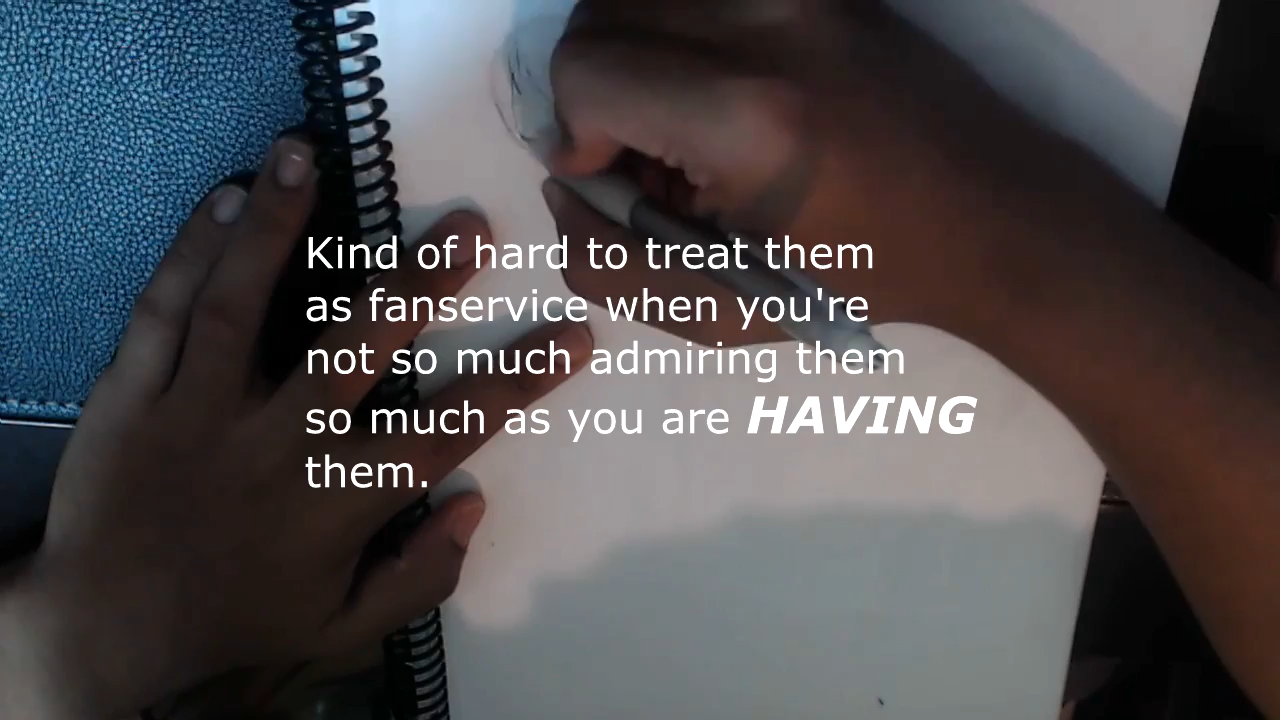 Kind of hard to treat them
as fanservice when you're
not so much admiring them
so much as you are HAVING
them.